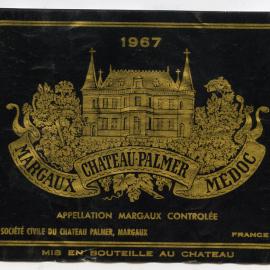 1967
MARGAUX CHATEAU-PALMER MEDOC
APPELLATION MARGAUX CONTROLÉE
SOCIÉTÉ CIVILE DU CHATEAU PALMER, MARGAUX FRANCE
MIS EN BOUTEILLE AU CHATEAU